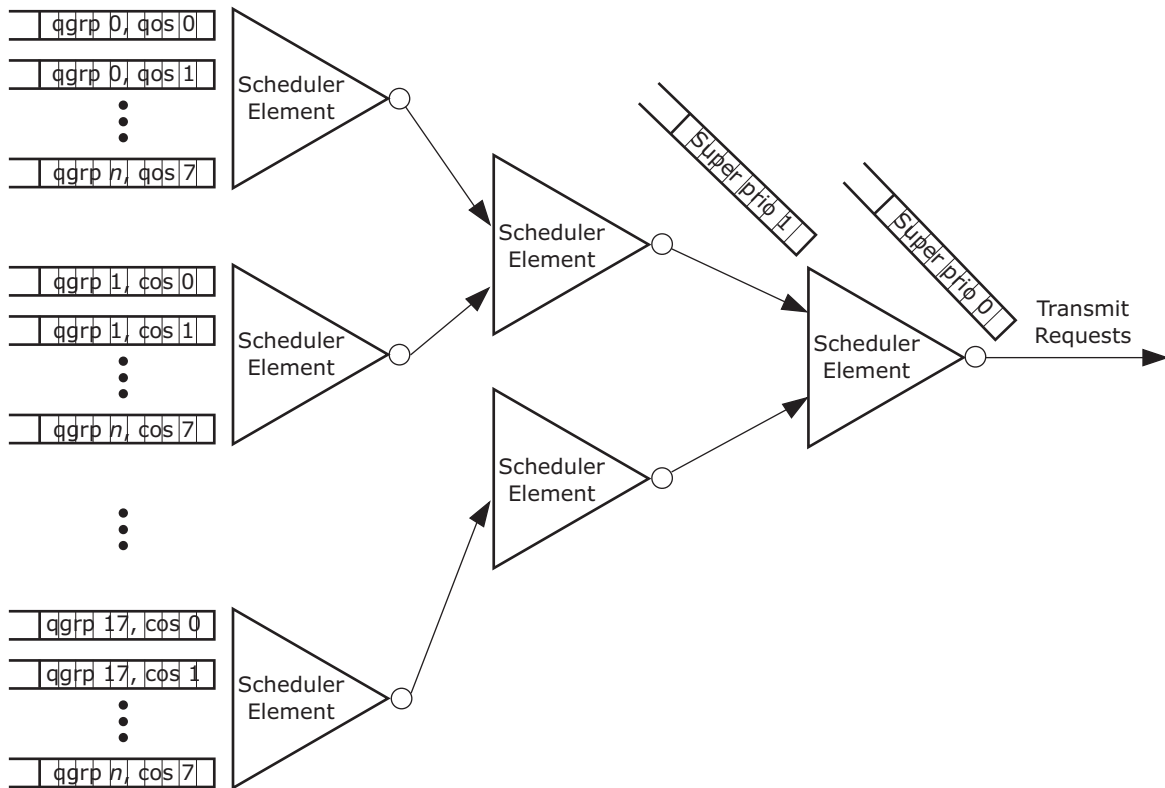 qgrp 0, qos 0
qgrp 0, qos 1
qgrp n, qos 7
Scheduler
Element
qgrp 1, cos 0
qgrp 1, cos 1
qgrp n, cos 7
Scheduler
Element
qgrp 17, cos 0
qgrp 17, cos 1
qgrp n, cos 7
Scheduler
Element
Scheduler
Element
Scheduler
Element
Super prio 1
Super prio 0
Scheduler
Element
Transmit
Requests